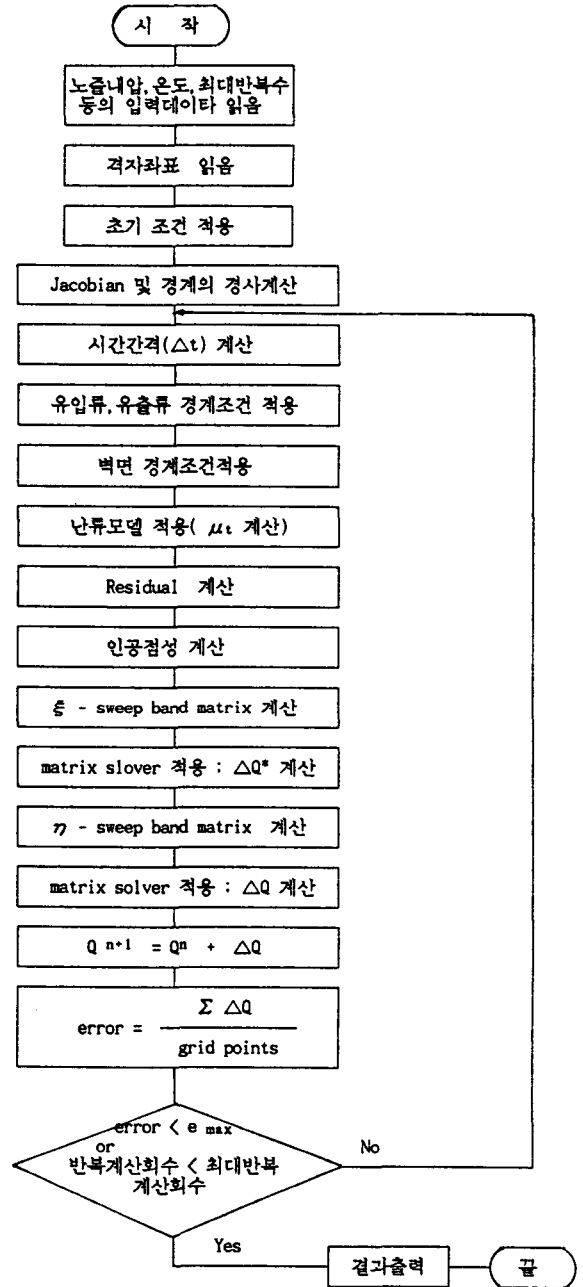 시 작
노즐내압, 온도, 최대반복수
등의 입력데이타 읽음
격자좌표 읽음
초기 조건 적용
Jacobian 및 경계의 경사계산
시간간격(△t) 계산
유입류, 유출류 경계조건 적용
벽면 경계조건적용
난류모델 적용( μt 계산)
Residual 계산
인공점성 계산
ξ - sweep band matrix 계산
matrix slover 적용 ; △Q* 계산
η - sweep band matrix 계산
matrix solver 적용 ; △Q 계산
Q n+1 = Qn + △Q
Σ △Q
error =
grid points
error < e max
or
반복계산회수 < 최대반복
계산회수
No
Yes
결과출력
끝